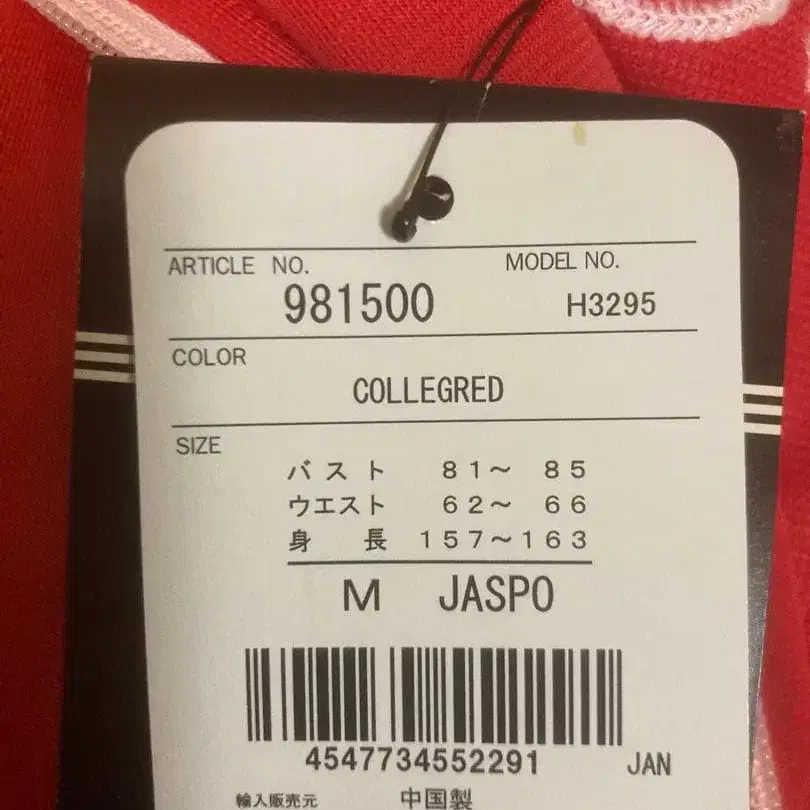 ARTICLE NO. MODEL NO.
981500 H3295
COLOR
COLLEGRED
SIZE
バスト 81～ 85
ウエスト 62～ 66
身 長 157～163
M JASPO
4547734552291 JAN
輸入販売元 中国製